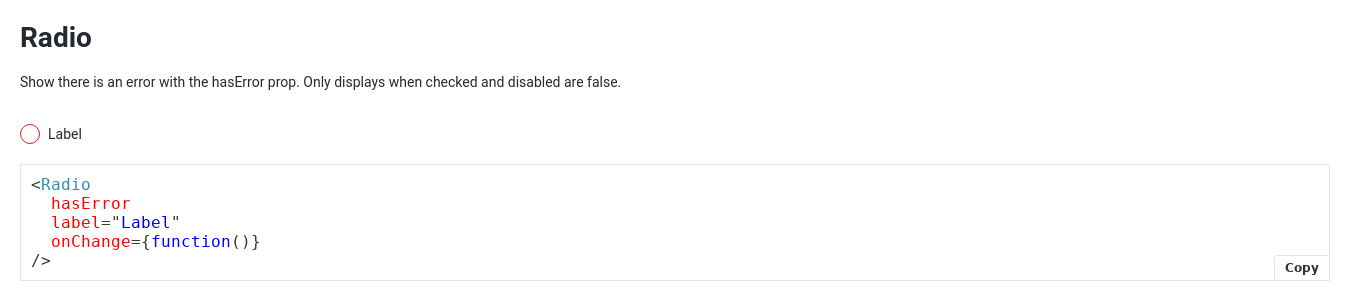 Radio
Show there is an error with the hasError prop. Only displays when checked and disabled are false.
Label
<Radio
  hasError
  label="Label"
  onChange={function()}
/>
Copy